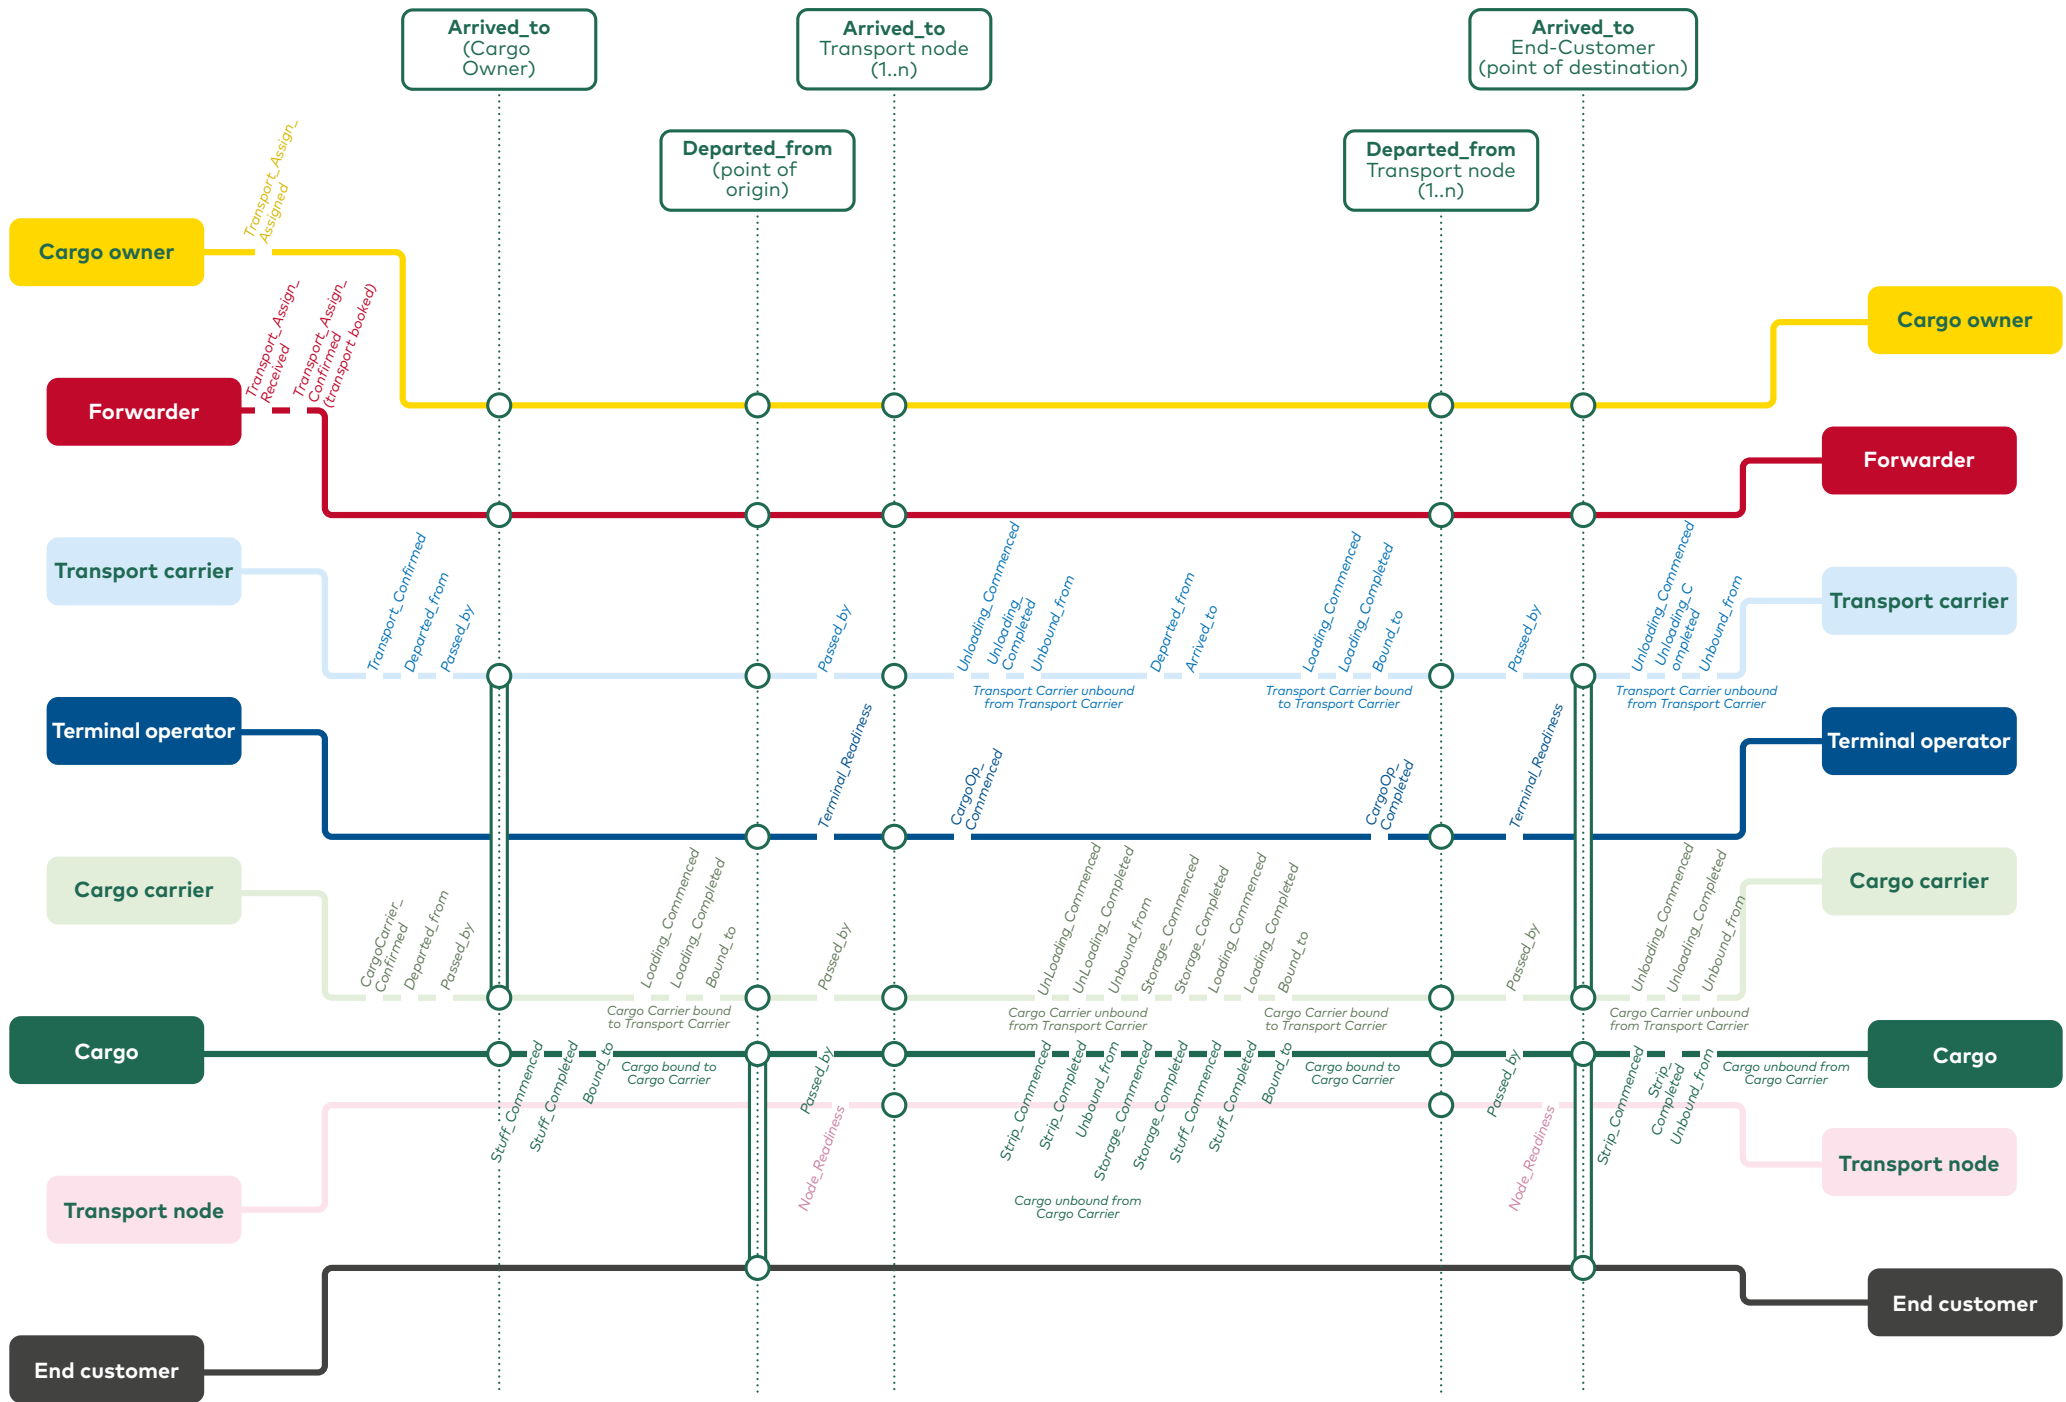 Arrived_to
(Cargo
Owner)
Arrived_to
Transport node
(1..n)
Arrived_to
End-Customer
(point of destination)
Departed_from
(point of
origin)
Departed_from
Transport node
(1..n)
Transport_Assign_
Assigned
Cargo owner
Cargo owner
Transport_Assign_
Received
Transport_Assign_
Confirmed
(transport booked)
Forwarder
Forwarder
Transport carrier
Transport_Confirmed
Departed_from
Passed_by
Passed_by
Unloading_Commenced
Unloading_
Completed
Unbound_from
Departed_from
Arrived_to
Loading_Commenced
Loading_Completed
Bound_to
Passed_by
Unloading_Commenced
Unloading_C
ompleted
Unbound_from
Transport carrier
Transport Carrier unbound
from Transport Carrier
Transport Carrier bound
to Transport Carrier
Transport Carrier unbound
from Transport Carrier
Terminal operator
Terminal_Readiness
CargoOp_
Commenced
CargoOp_
Completed
Terminal_Readiness
Terminal operator
Cargo carrier
CargoCarrier_
Confirmed
Departed_from
Passed_by
Loading_Commenced
Loading_Completed
Bound_to
Passed_by
UnLoading_Commenced
UnLoading_Completed
Unbound_from
Storage_Commenced
Storage_Completed
Loading_Commenced
Loading_Completed
Bound_to
Passed_by
Unloading_Commenced
Unloading_Completed
Unbound_from
Cargo carrier
Cargo Carrier bound
to Transport Carrier
Cargo Carrier unbound
from Transport Carrier
Cargo Carrier bound
to Transport Carrier
Cargo Carrier unbound
from Transport Carrier
Cargo
Stuff_Commenced
Stuff_Completed
Bound_to
Cargo bound to
Cargo Carrier
Passed_by
Strip_Commenced
Strip_Completed
Unbound_from
Storage_Commenced
Storage_Completed
Stuff_Commenced
Stuff_Completed
Bound_to
Cargo bound to
Cargo Carrier
Passed_by
Strip_Commenced
Strip_
Completed
Unbound_from
Cargo unbound from
Cargo Carrier
Cargo
Transport node
Node_Readiness
Cargo unbound from
Cargo Carrier
Node_Readiness
Transport node
End customer
End customer